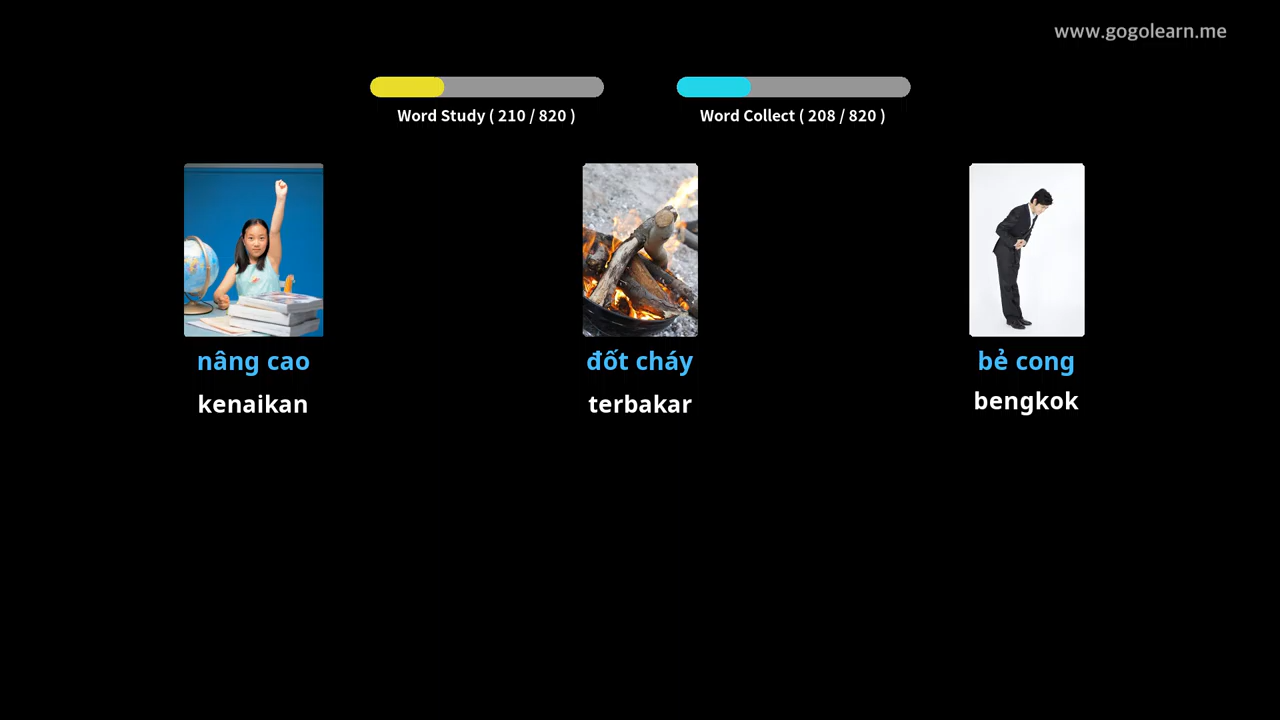 www.gogolearn.me
Word Study ( 210 / 820 )
Word Collect ( 208 / 820 )
nâng cao
kenaikan
đốt cháy
terbakar
bẻ cong
bengkok